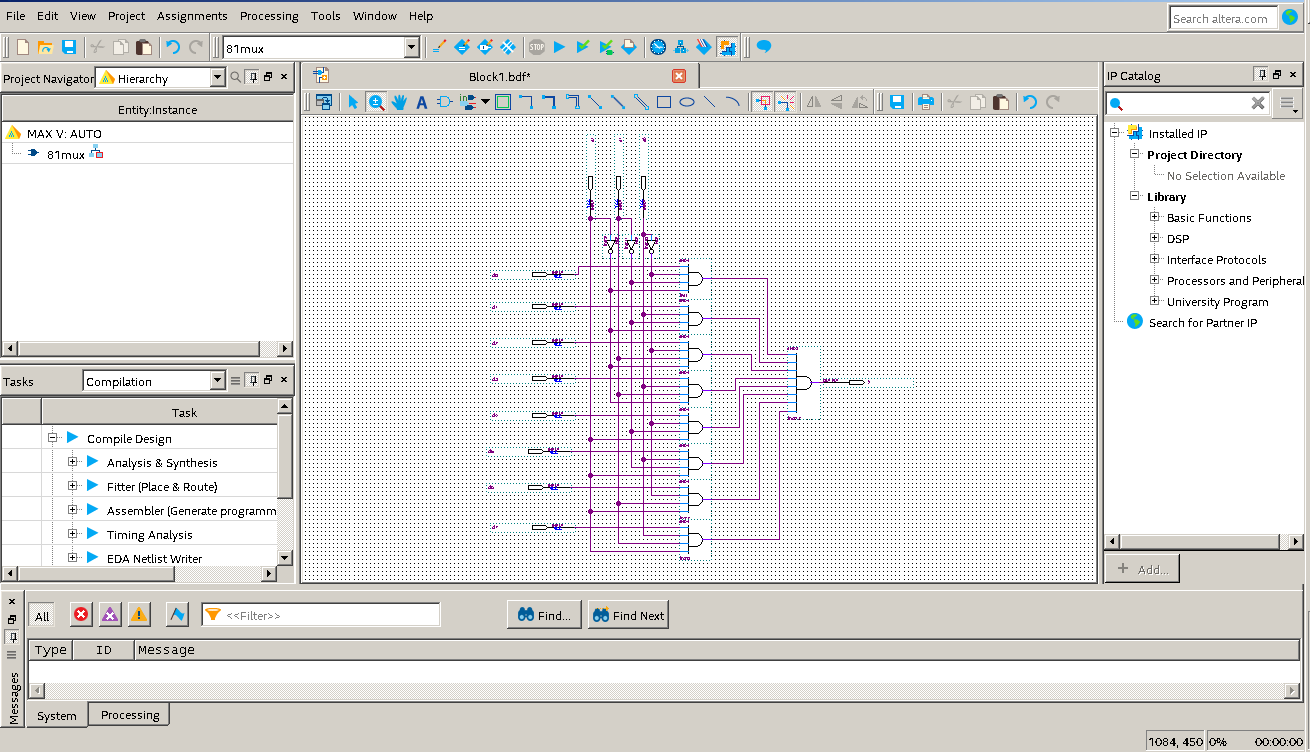 File Edit View Project Assignments Processing Tools Window Help
Search altera.com
81mux
STOP
Project Navigator Hierarchy
Entity:Instance
MAX V: AUTO
81mux
Tasks Compilation
Task
Compile Design
Analysis & Synthesis
Fitter (Place & Route)
Assembler (Generate programm
Timing Analysis
EDA Netlist Writer
Block1.bdf*
IP Catalog
Installed IP
Project Directory
No Selection Available
Library
Basic Functions
DSP
Interface Protocols
Processors and Peripheral
University Program
Search for Partner IP
+ Add...
Messages
All <<Filter>> Find... Find Next
Type ID Message
System Processing
1084, 450 0% 00:00:00